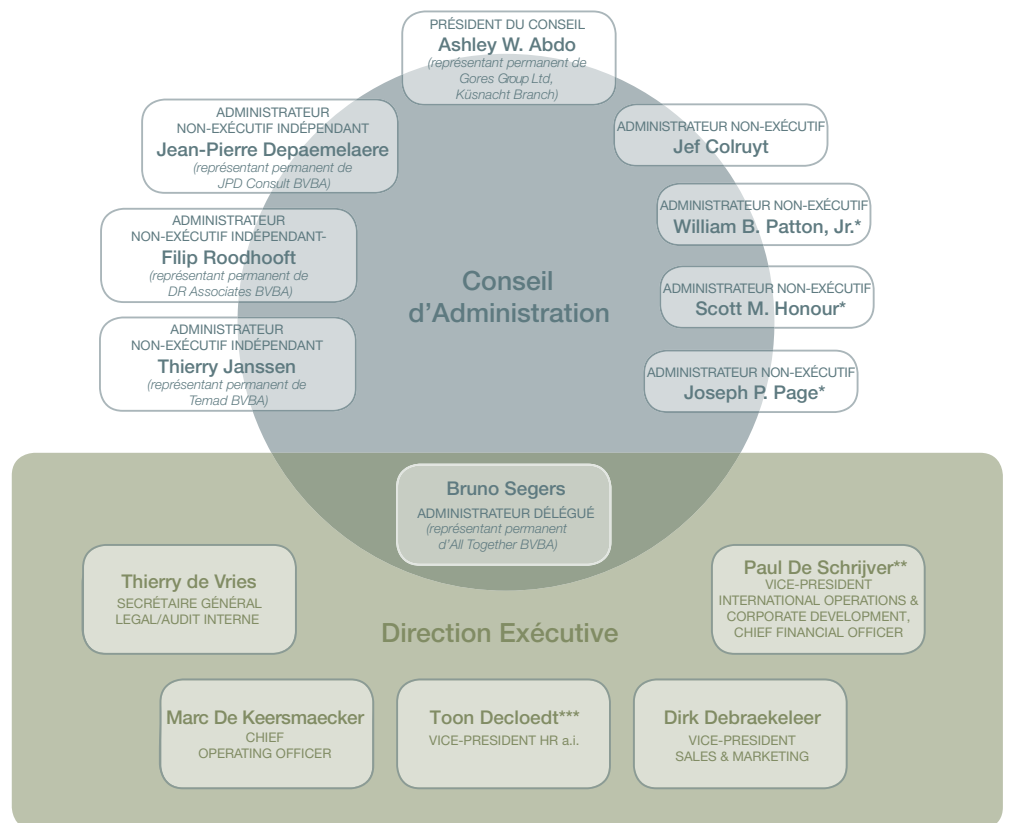 PRÉSIDENT DU CONSEIL
Ashley W. Abdo
(représentant permanent de
Gores Group Ltd,
Küsnacht Branch)
ADMINISTRATEUR
NON-EXÉCUTIF INDÉPENDANT
Jean-Pierre Depaemelaere
(représentant permanent de
JPD Consult BVBA)
ADMINISTRATEUR
NON-EXÉCUTIF INDÉPENDANT-
Filip Roodhooft
(représentant permanent de
DR Associates BVBA)
ADMINISTRATEUR
NON-EXÉCUTIF INDÉPENDANT
Thierry Janssen
(représentant permanent de
Temad BVBA)
ADMINISTRATEUR NON-EXÉCUTIF
Jef Colruyt
ADMINISTRATEUR NON-EXÉCUTIF
William B. Patton, Jr.*
ADMINISTRATEUR NON-EXÉCUTIF
Scott M. Honour*
ADMINISTRATEUR NON-EXÉCUTIF
Joseph P. Page*
Conseil
d'Administration
Bruno Segers
ADMINISTRATEUR DÉLÉGUÉ
(représentant permanent
d'All Together BVBA)
Thierry de Vries
SECRÉTAIRE GÉNÉRAL
LEGAL/AUDIT INTERNE
Direction Exécutive
Paul De Schrijver**
VICE-PRESIDENT
INTERNATIONAL OPERATIONS &
CORPORATE DEVELOPMENT,
CHIEF FINANCIAL OFFICER
Marc De Keersmaecker
CHIEF
OPERATING OFFICER
Toon Decloedt***
VICE-PRESIDENT HR a.i.
Dirk Debraekeleer
VICE-PRESIDENT
SALES & MARKETING